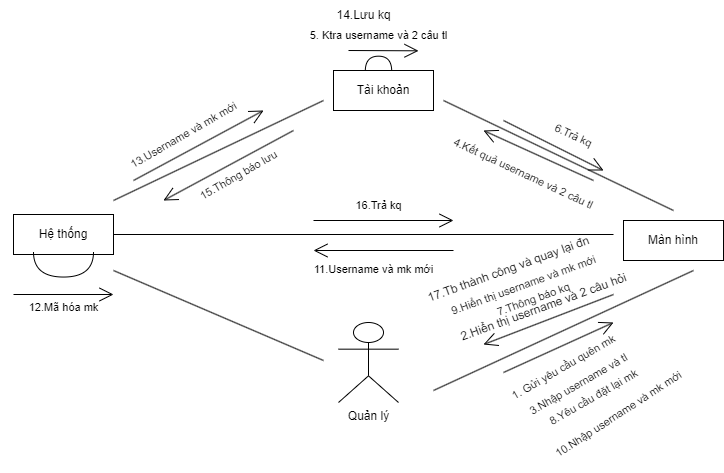 14.Lưu kq
5. Ktra username và 2 câu tl
Tài khoản
13.Username và mk mới
15.Thông báo lưu
6.Trả kq
4.Kết quả username và 2 câu tl
16.Trả kq
Hệ thống
Màn hình
11.Username và mk mới
12.Mã hóa mk
17.Tb thành công và quay lại đn
9.Hiển thị username và mk mới
7.Thông báo kq
2.Hiển thị username và 2 câu hỏi
1. Gửi yêu cầu quên mk
3.Nhập username và tl
8.Yêu cầu đặt lại mk
10.Nhập username và mk mới
Quản lý